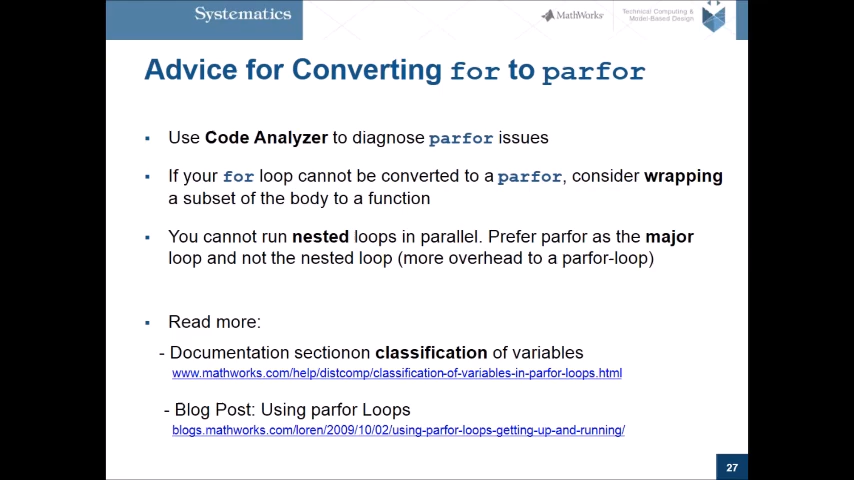 Systematics
MathWorks
Technical Computing &
Model-Based Design
Advice for Converting for to parfor
▪ Use Code Analyzer to diagnose parfor issues
▪ If your for loop cannot be converted to a parfor, consider wrapping
a subset of the body to a function
▪ You cannot run nested loops in parallel. Prefer parfor as the major
loop and not the nested loop (more overhead to a parfor-loop)
▪ Read more:
- Documentation sectionon classification of variables
www.mathworks.com/help/distcomp/classification-of-variables-in-parfor-loops.html
- Blog Post: Using parfor Loops
blogs.mathworks.com/loren/2009/10/02/using-parfor-loops-getting-up-and-running/
27